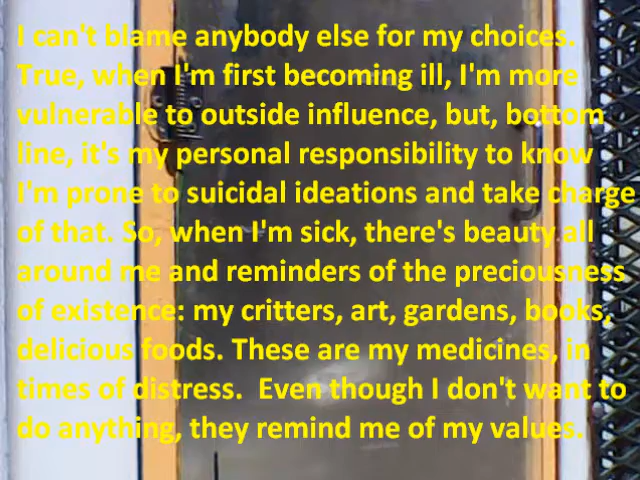 I can't blame anybody else for my choices.
True, when I'm first becoming ill, I'm more
vulnerable to outside influence, but, bottom
line, it's my personal responsibility to know
I'm prone to suicidal ideations and take charge
of that. So, when I'm sick, there's beauty all
around me and reminders of the preciousness
of existence: my critters, art, gardens, books,
delicious foods. These are my medicines, in
times of distress.  Even though I don't want to
do anything, they remind me of my values.